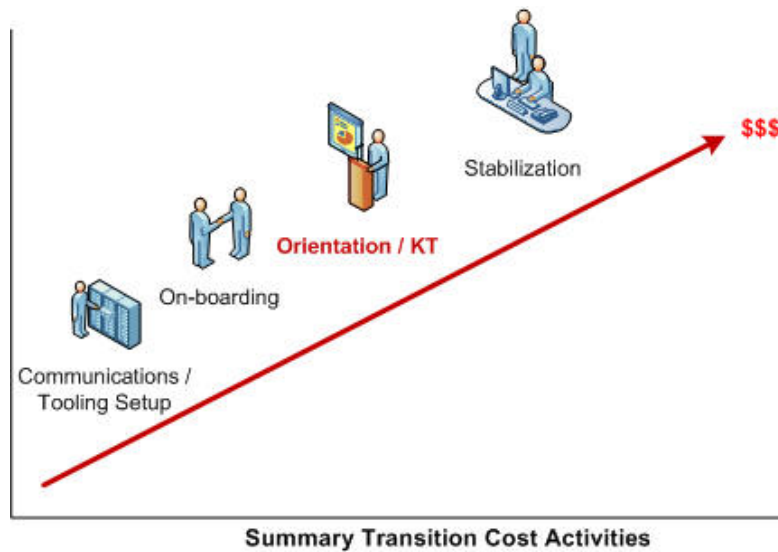 $$$
Stabilization
Orientation / KT
On-boarding
Communications /
Tooling Setup
Summary Transition Cost Activities